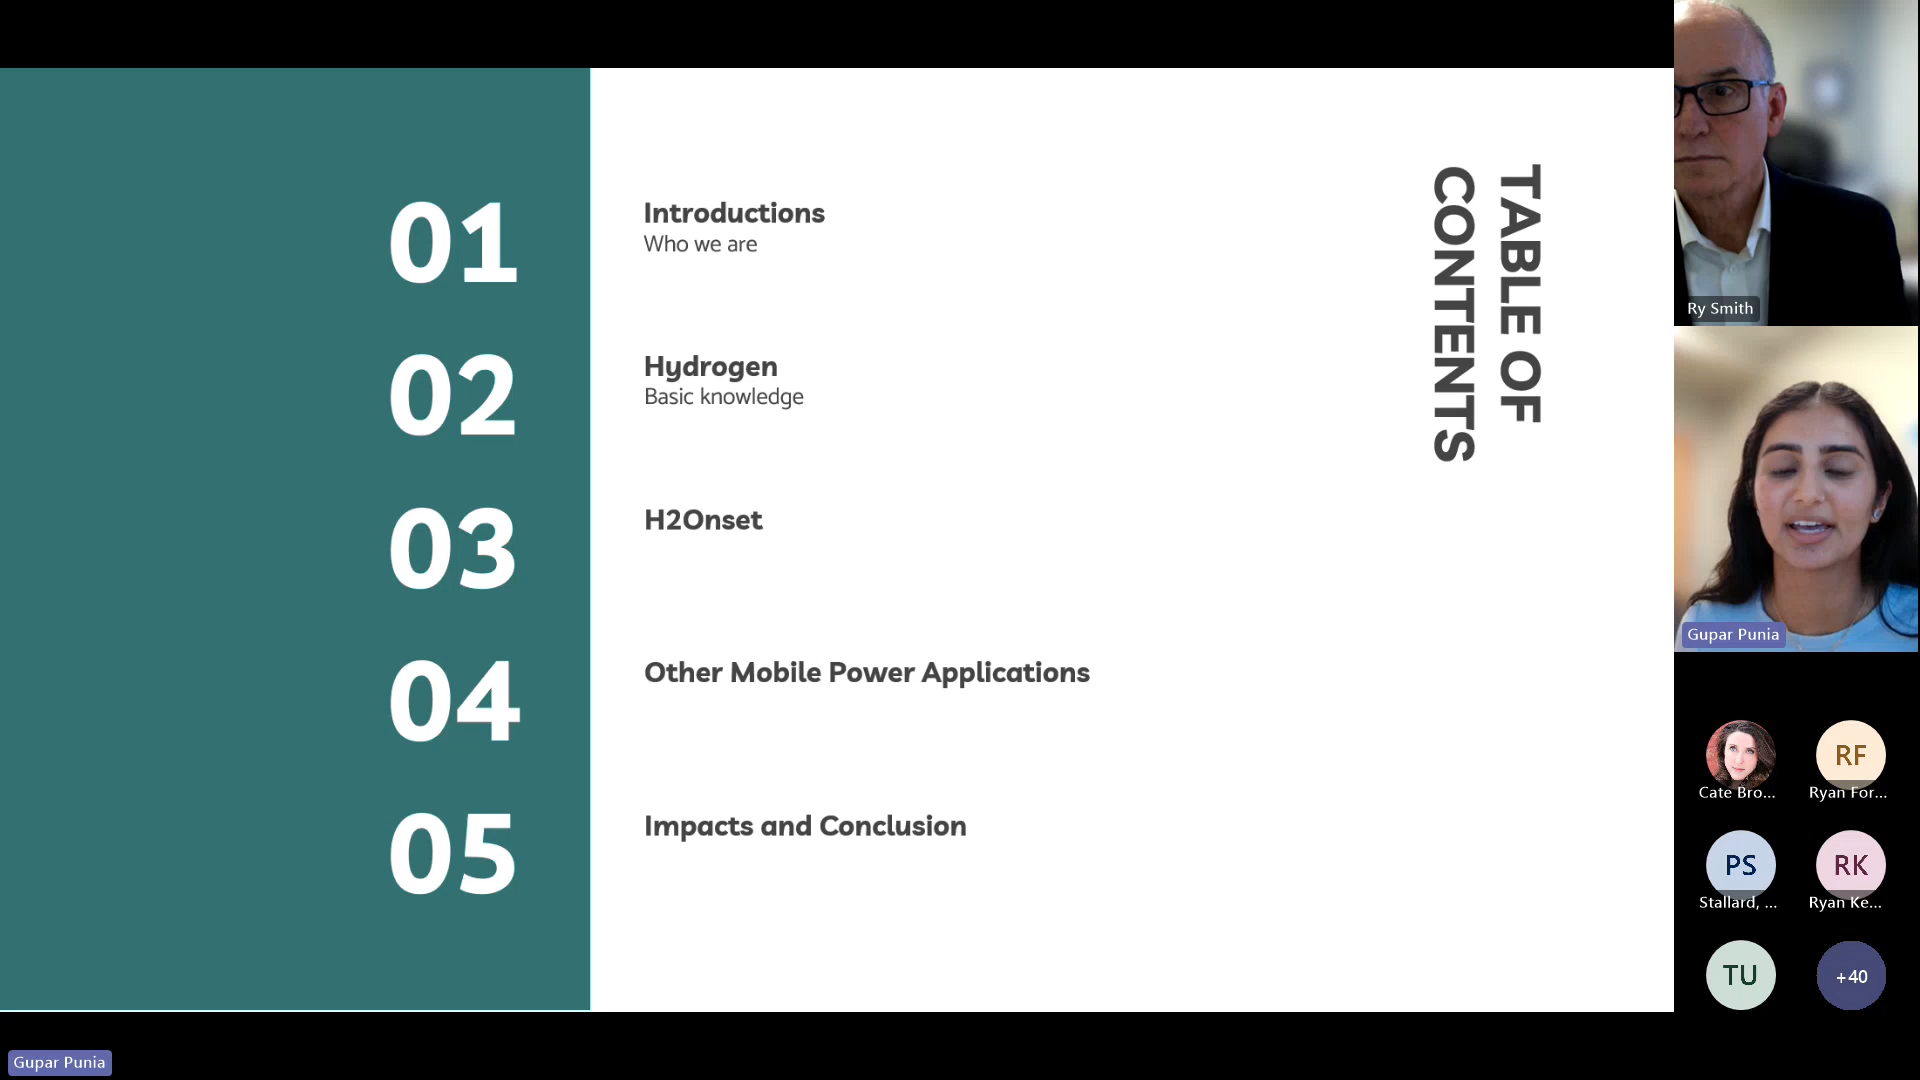 01
Introductions
Who we are
02
Hydrogen
Basic knowledge
03
H2Onset
04
Other Mobile Power Applications
05
Impacts and Conclusion
TABLE OF
CONTENTS
Ry Smith
Gupar Punia
Cate Bro...
RF
Ryan For...
PS
Stallard, ...
RK
Ryan Ke...
TU
+40
Gupar Punia